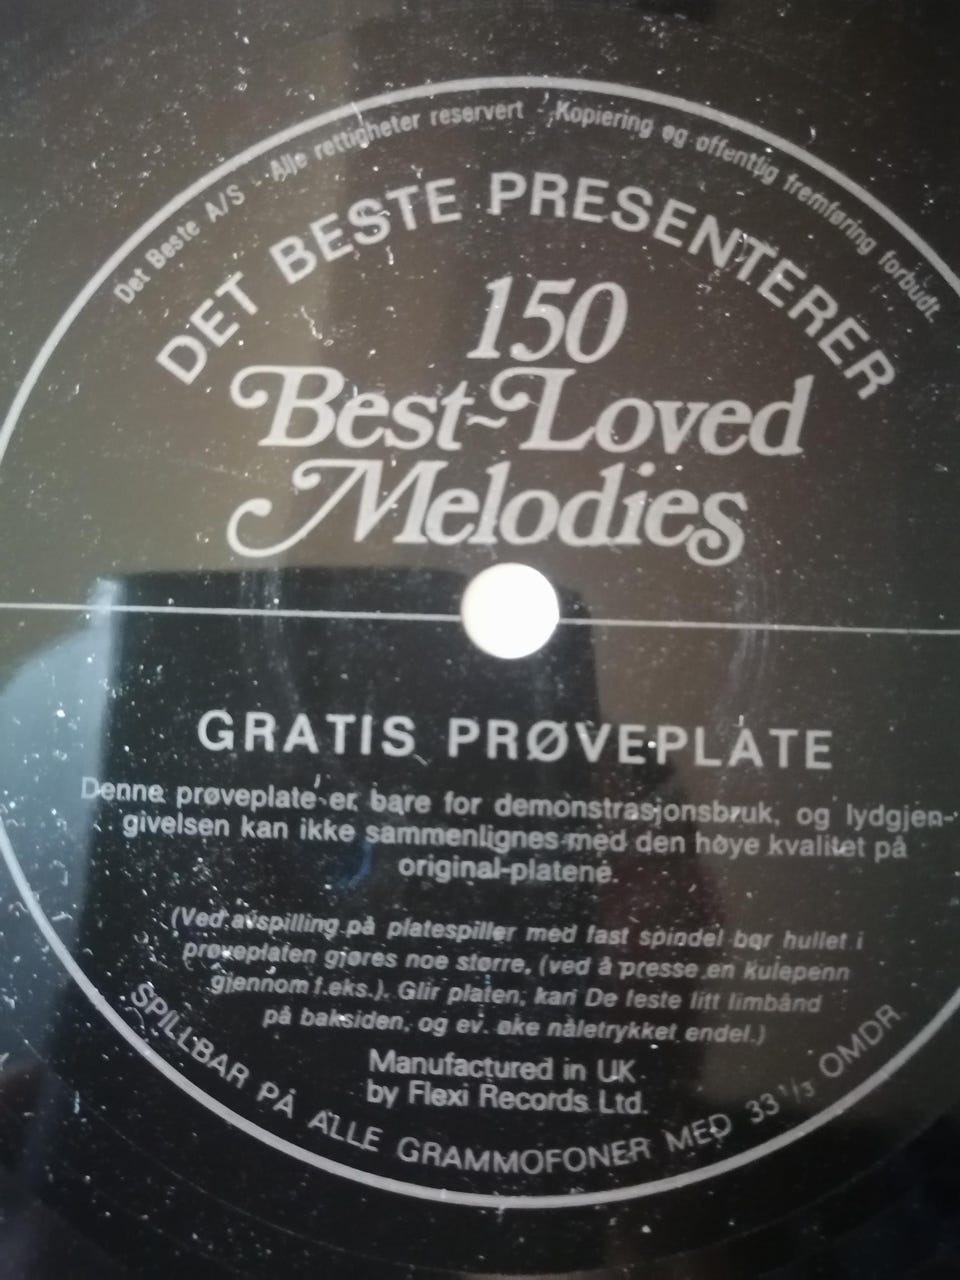 Det Beste A/S - Alle rettigheter reservert Kopiering og offentlig fremføring forbudt.
DET BESTE PRESENTERER
150
Best~Loved
Melodies
GRATIS PRØVEPLATE
Denne prøveplate er bare for demonstrasjonsbruk, og lydgjen-
givelsen kan ikke sammenlignes med den høye kvalitet på
original-platene.
(Ved avspilling på platespiller med fast spindel bør hullet i
prøveplaten gjøres noe større, (ved å presse en kulepenn
gjennom f.eks.). Glir platen, kan De feste litt limbånd
på baksiden, og ev. øke nåletrykket endel.)
Manufactured in UK
by Flexi Records Ltd.
SPILLBAR PÅ ALLE GRAMMOFONER MED 33 1/3 OMDR